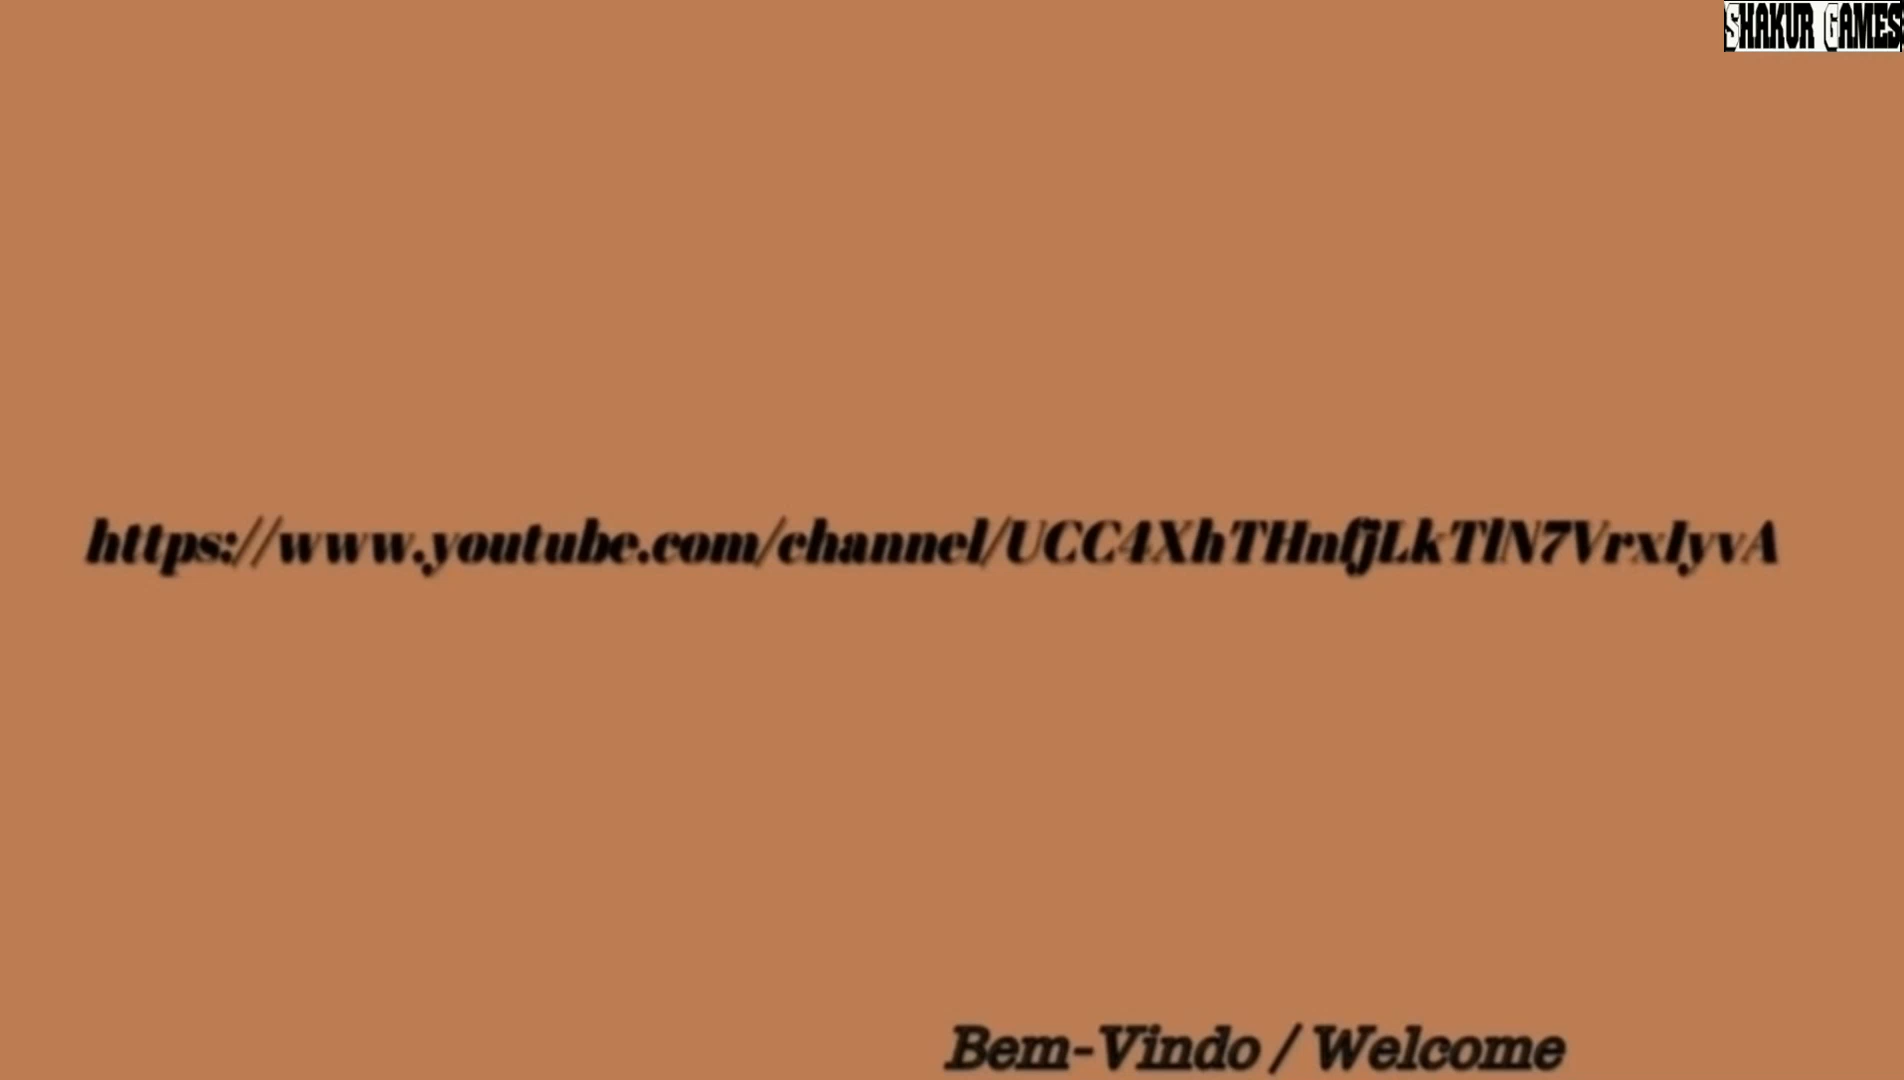 SHAKUR GAMES
https://www.youtube.com/channel/UCC4XhTHnfjLkTlN7VrxIyvA
Bem-Vindo / Welcome